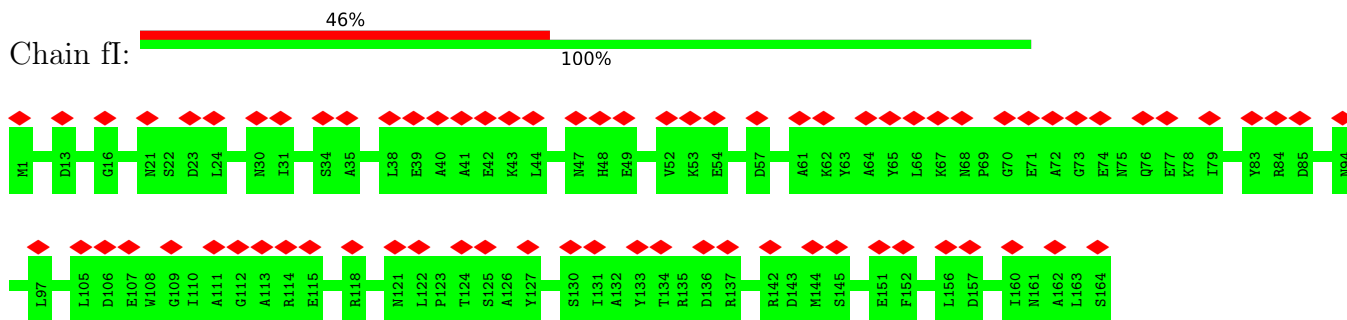 46%
Chain fI:
100%
M1 D13 G16 N21 S22 D23 L24 N30 I31 S34 A35 L38 E39 A40 A41 E42 K43 L44 N47 H48 E49 V52 K53 E54 D57 A61 K62 Y63 A64 Y65 L66 K67 N68 P69 G70 E71 A72 G73 E74 N75 Q76 E77 K78 I79 Y83 R84 D85 N94
L97 L105 D106 E107 W108 G109 I110 A111 G112 A113 R114 E115 R118 N121 L122 P123 T124 S125 A126 Y127 S130 I131 A132 Y133 T134 R135 D136 R137 R142 D143 M144 S145 E151 F152 L156 D157 I160 N161 A162 L163 S164